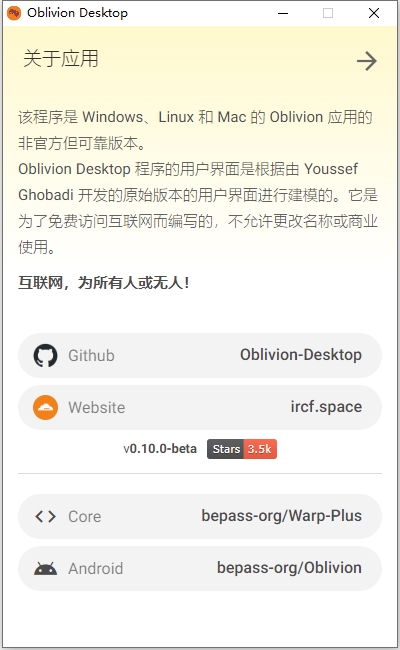 Oblivion Desktop
关于应用
该程序是 Windows、Linux 和 Mac 的 Oblivion 应用的
非官方但可靠版本。
Oblivion Desktop 程序的用户界面是根据由 Youssef
Ghobadi 开发的原始版本的用户界面进行建模的。它是
为了免费访问互联网而编写的，不允许更改名称或商业
使用。
互联网，为所有人或无人！
Github Oblivion-Desktop
Website ircf.space
v0.10.0-beta Stars 3.5k
Core bepass-org/Warp-Plus
Android bepass-org/Oblivion